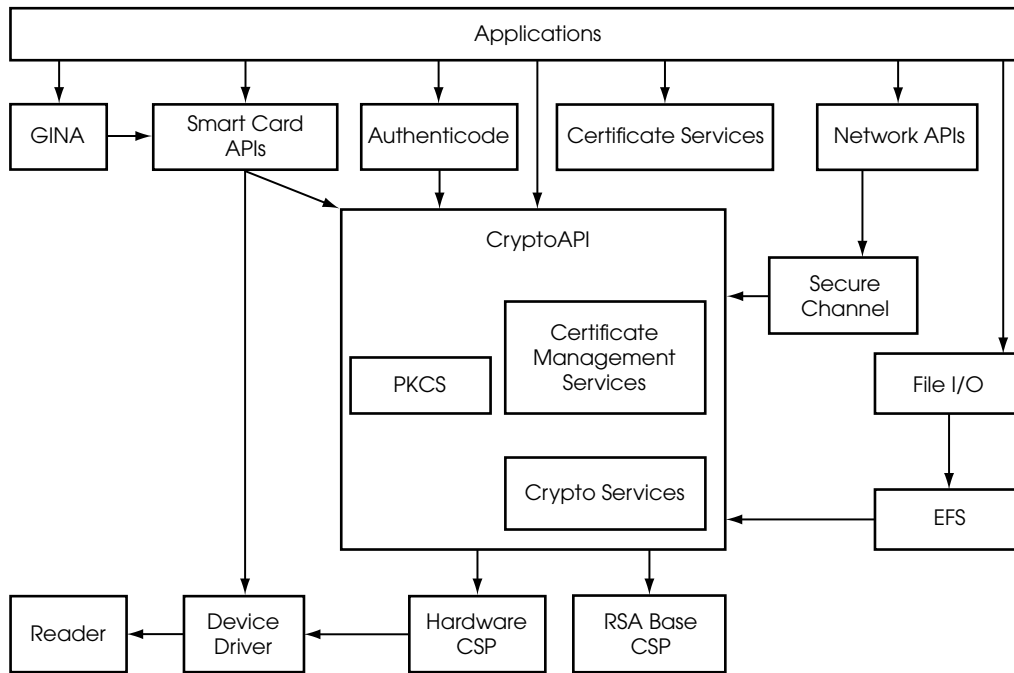 Applications
GINA
Smart Card
APIs
Authenticode
Certificate Services
Network APIs
CryptoAPI
Secure
Channel
Certificate
Management
Services
PKCS
File I/O
Crypto Services
EFS
Reader
Device
Driver
Hardware
CSP
RSA Base
CSP